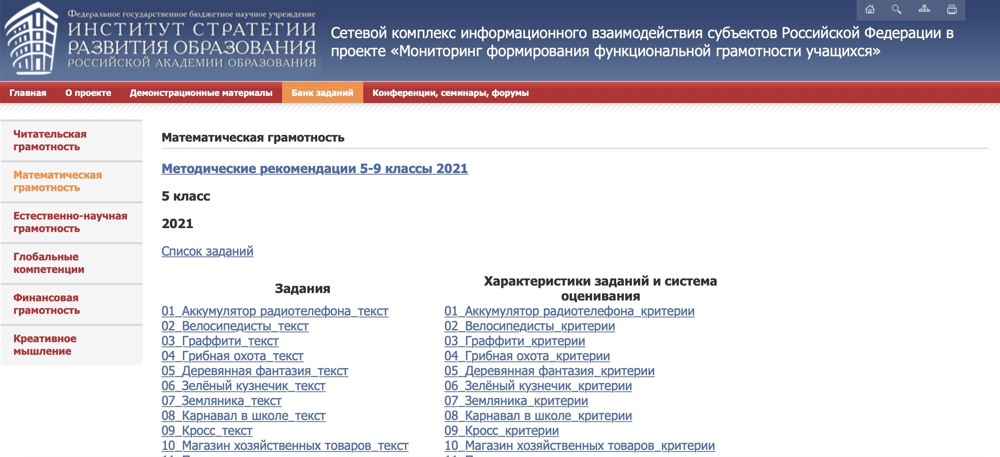 Федеральное государственное бюджетное научное учреждение
ИНСТИТУТ СТРАТЕГИИ
РАЗВИТИЯ ОБРАЗОВАНИЯ
РОССИЙСКОЙ АКАДЕМИИ ОБРАЗОВАНИЯ
Сетевой комплекс информационного взаимодействия субъектов Российской Федерации в
проекте «Мониторинг формирования функциональной грамотности учащихся»
Главная О проекте Демонстрационные материалы Банк заданий Конференции, семинары, форумы
Читательская
грамотность
Математическая
грамотность
Естественно-научная
грамотность
Глобальные
компетенции
Финансовая
грамотность
Креативное
мышление
Математическая грамотность
Методические рекомендации 5-9 классы 2021
5 класс
2021
Список заданий
Задания
Характеристики заданий и система
оценивания
01_Аккумулятор радиотелефона_текст 01_Аккумулятор радиотелефона_критерии
02_Велосипедисты_текст 02_Велосипедисты_критерии
03_Граффити_текст 03_Граффити_критерии
04_Грибная охота_текст 04_Грибная охота_критерии
05_Деревянная фантазия_текст 05_Деревянная фантазия_критерии
06_Зелёный кузнечик_текст 06_Зелёный кузнечик_критерии
07_Земляника_текст 07_Земляника_критерии
08_Карнавал в школе_текст 08_Карнавал в школе_критерии
09_Кросс_текст 09_Кросс_критерии
10_Магазин хозяйственных товаров_текст 10_Магазин хозяйственных товаров_критерии